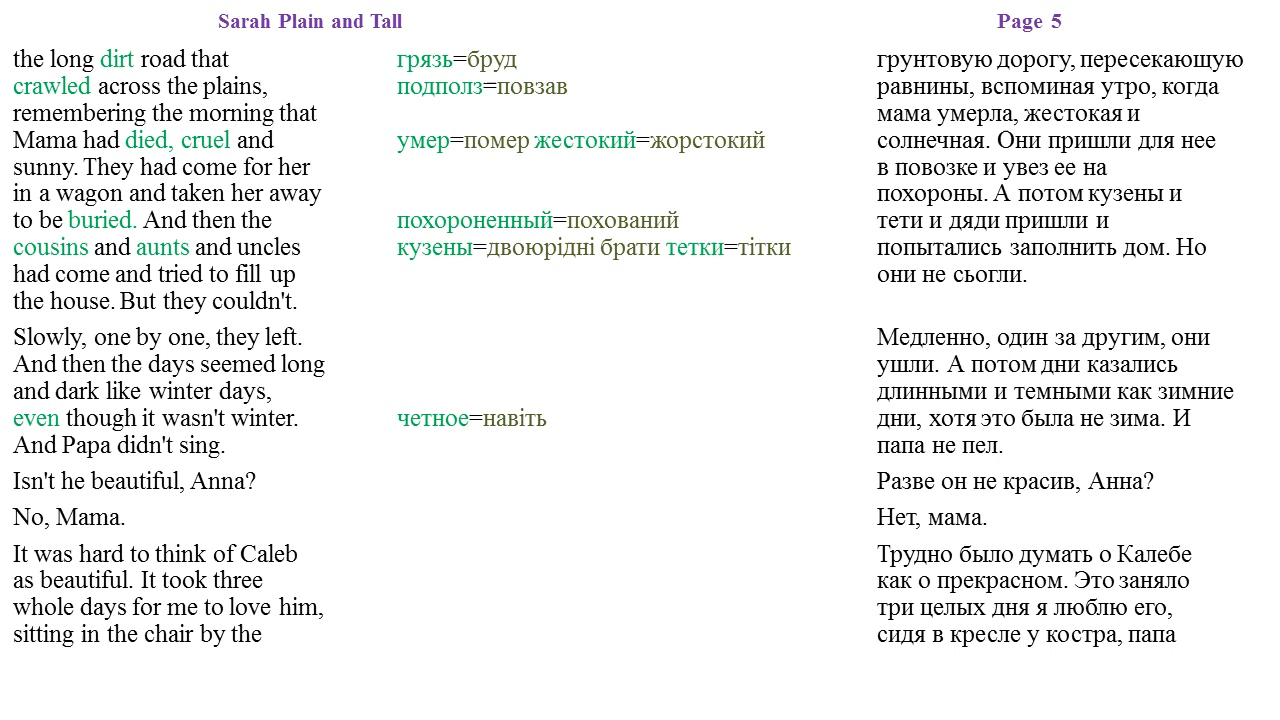 Sarah Plain and Tall
Page 5
the long dirt road that
crawled across the plains,
remembering the morning that
Mama had died, cruel and
sunny. They had come for her
in a wagon and taken her away
to be buried. And then the
cousins and aunts and uncles
had come and tried to fill up
the house. But they couldn't.
Slowly, one by one, they left.
And then the days seemed long
and dark like winter days,
even though it wasn't winter.
And Papa didn't sing.
Isn't he beautiful, Anna?
No, Mama.
It was hard to think of Caleb
as beautiful. It took three
whole days for me to love him,
sitting in the chair by the
грязь=бруд
подполз=повзав
умер=помер жестокий=жорстокий
похороненный=похований
кузены=двоюрідні брати тетки=тітки
четное=навіть
грунтовую дорогу, пересекающую
равнины, вспоминая утро, когда
мама умерла, жестокая и
солнечная. Они пришли для нее
в повозке и увез ее на
похороны. А потом кузены и
тети и дяди пришли и
попытались заполнить дом. Но
они не сьогли.
Медленно, один за другим, они
ушли. А потом дни казались
длинными и темными как зимние
дни, хотя это была не зима. И
папа не пел.
Разве он не красив, Анна?
Нет, мама.
Трудно было думать о Калебе
как о прекрасном. Это заняло
три целых дня я люблю его,
сидя в кресле у костра, папа